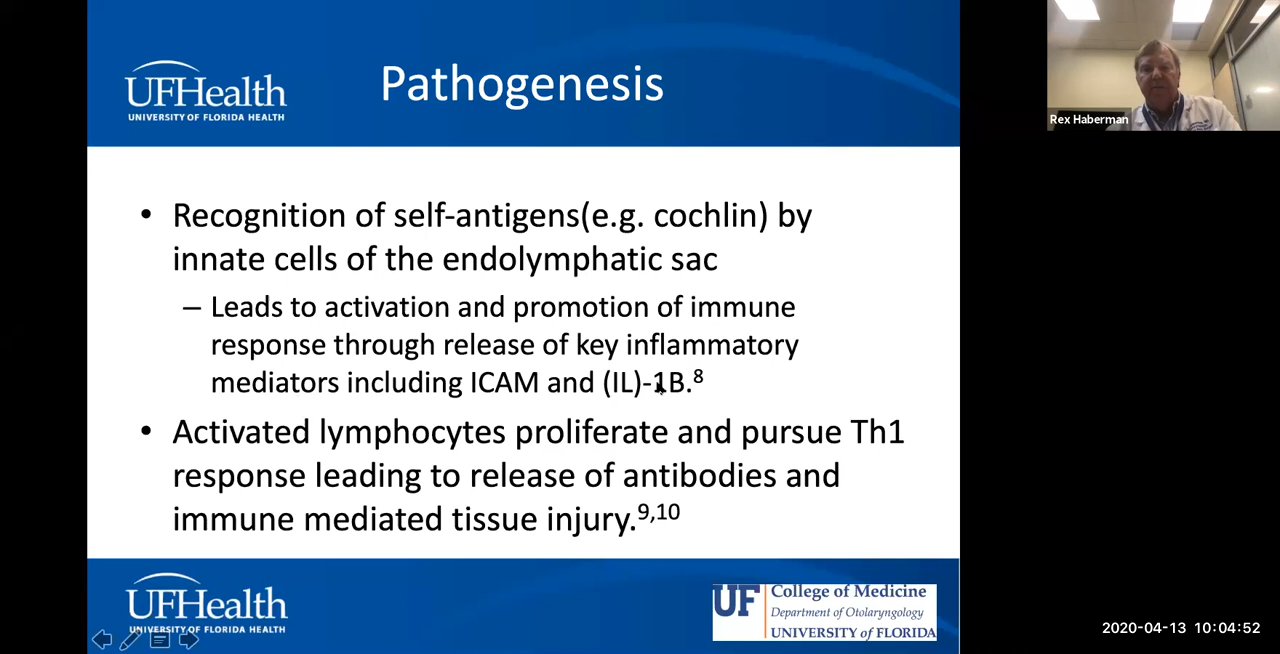 UFHealth
UNIVERSITY OF FLORIDA HEALTH
Pathogenesis
Rex Haberman
• Recognition of self-antigens(e.g. cochlin) by
innate cells of the endolymphatic sac
– Leads to activation and promotion of immune
response through release of key inflammatory
mediators including ICAM and (IL)-1B.⁸
• Activated lymphocytes proliferate and pursue Th1
response leading to release of antibodies and
immune mediated tissue injury.⁹,¹⁰
UFHealth
UNIVERSITY OF FLORIDA HEALTH
UF
College of Medicine
Department of Otolaryngology
UNIVERSITY of FLORIDA
2020-04-13 10:04:52